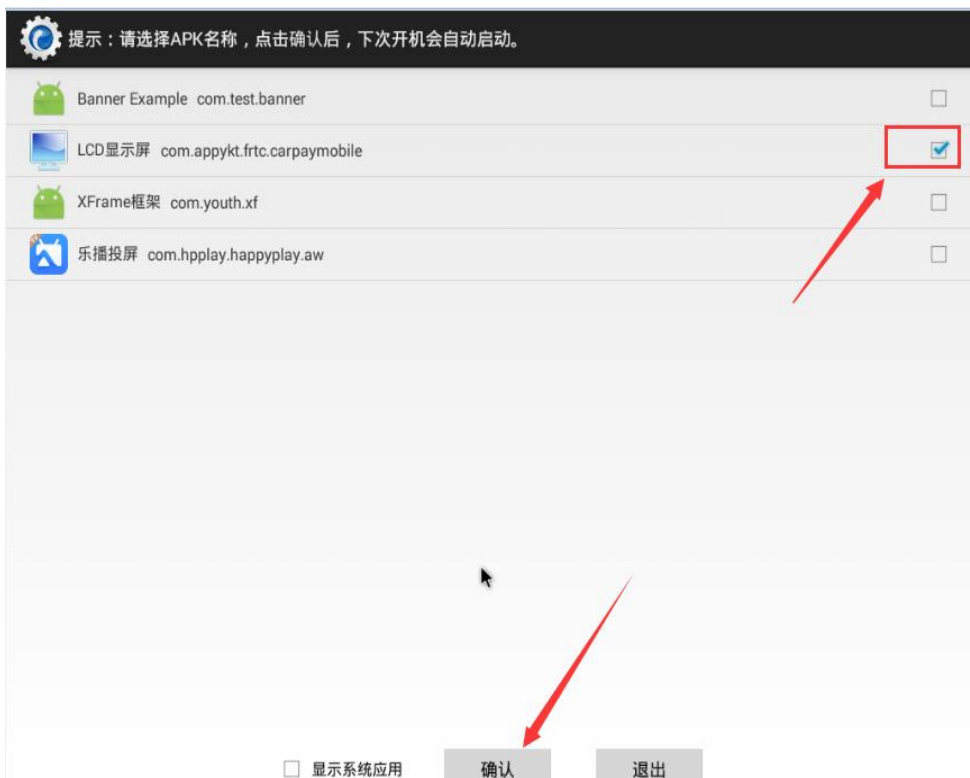 提示：请选择APK名称，点击确认后，下次开机会自动启动。
Banner Example com.test.banner
LCD显示屏 com.appykt.frtc.carpaymobile
XFrame框架 com.youth.xf
乐播投屏 com.hpplay.happyplay.aw
显示系统应用 确认 退出